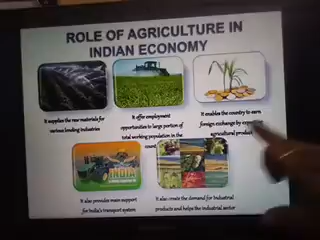 ROLE OF AGRICULTURE IN
INDIAN ECONOMY
It supplies the raw materials for
various leading industries
It offer employment
opportunities to large portion of
total working population in the
It enables the country to earn
foreign exchange by
agricultural
INDIA
It also provides main support
for India's transport system
It also create the demand for Industrial
products and helps the industrial sector